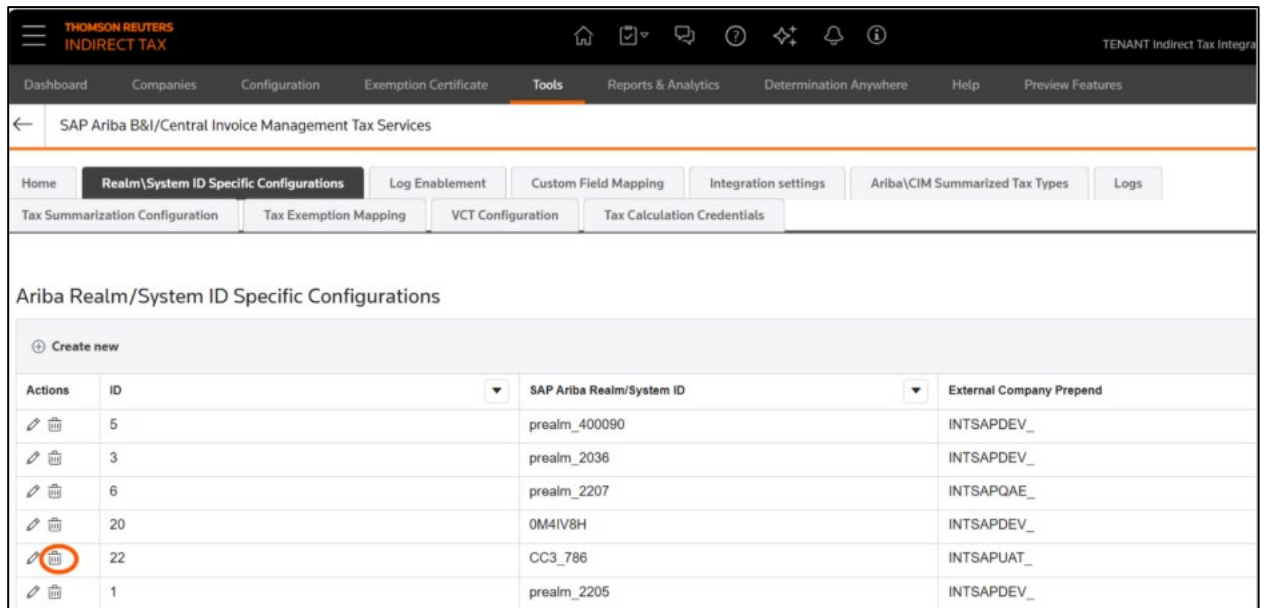 THOMSON REUTERS
INDIRECT TAX
TENANT Indirect Tax Integra
Dashboard Companies Configuration Exemption Certificate Tools Reports & Analytics Determination Anywhere Help Preview Features
SAP Ariba B&I/Central Invoice Management Tax Services
Home Realm\System ID Specific Configurations Log Enablement Custom Field Mapping Integration settings Ariba\CIM Summarized Tax Types Logs
Tax Summarization Configuration Tax Exemption Mapping VCT Configuration Tax Calculation Credentials
Ariba Realm/System ID Specific Configurations
Create new
Actions ID SAP Ariba Realm/System ID External Company Prepend
5 prealm_400090 INTSAPDEV_
3 prealm_2036 INTSAPDEV_
6 prealm_2207 INTSAPQAE_
20 0M4IV8H INTSAPDEV_
22 CC3_786 INTSAPUAT_
1 prealm_2205 INTSAPDEV_